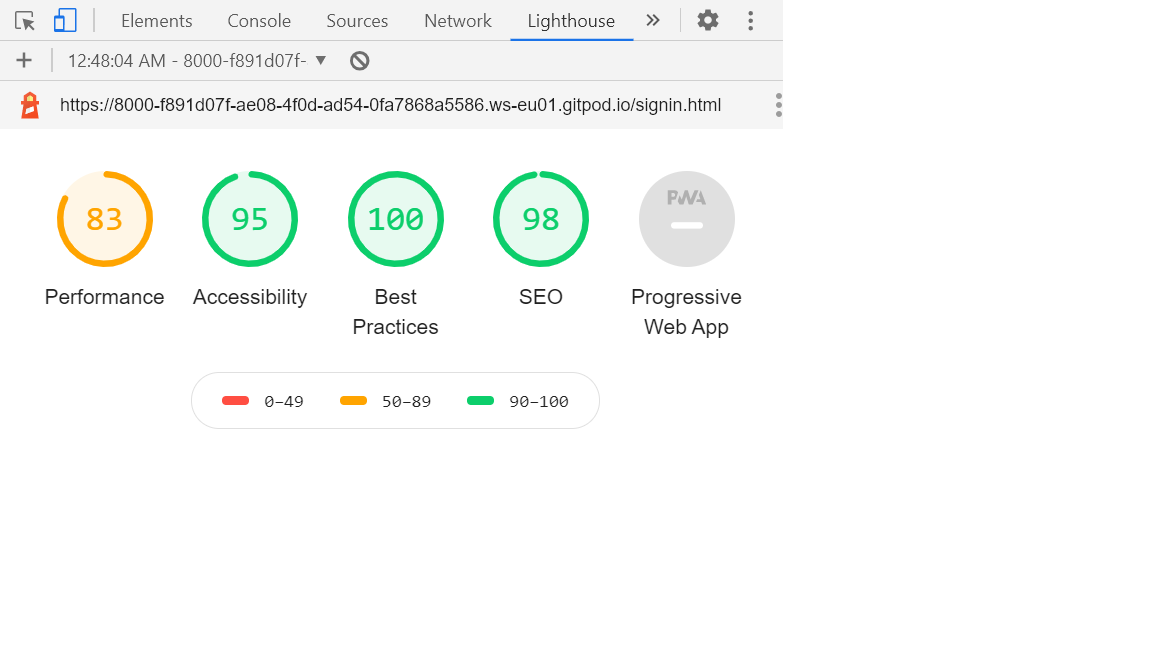 Elements Console Sources Network Lighthouse »
+ 12:48:04 AM - 8000-f891d07f- ▼
https://8000-f891d07f-ae08-4f0d-ad54-0fa7868a5586.ws-eu01.gitpod.io/signin.html
83 95 100 98 PWA
Performance Accessibility Best SEO Progressive
Practices Web App
0–49 50–89 90–100